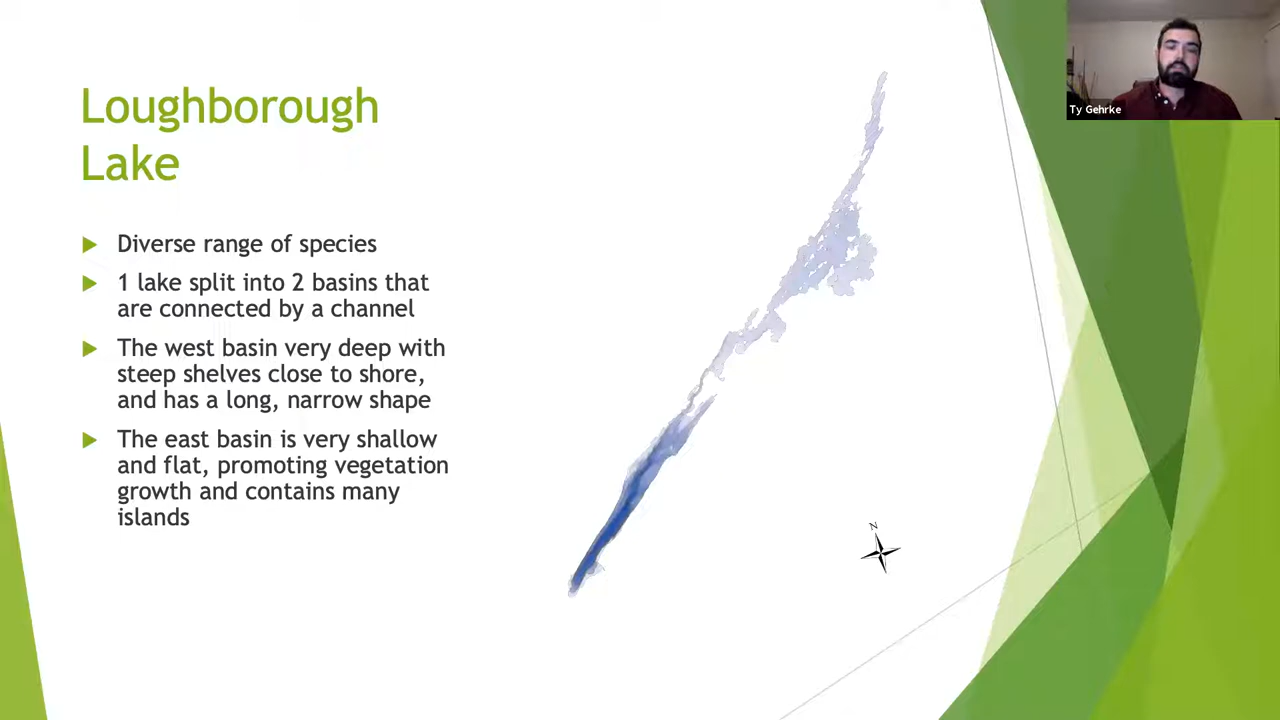 Loughborough
Lake
Diverse range of species
1 lake split into 2 basins that
are connected by a channel
The west basin very deep with
steep shelves close to shore,
and has a long, narrow shape
The east basin is very shallow
and flat, promoting vegetation
growth and contains many
islands
N
Ty Gehrke